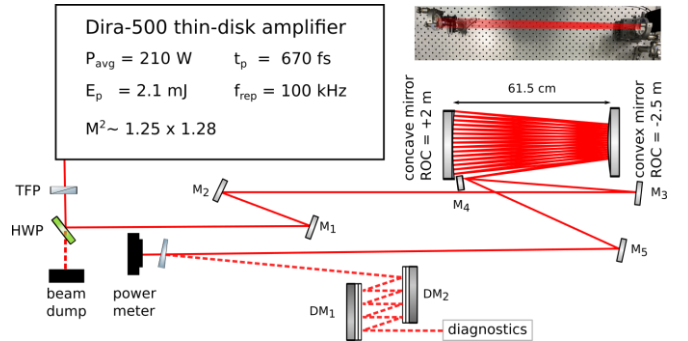 Dira-500 thin-disk amplifier
P_avg = 210 W t_p = 670 fs
E_p = 2.1 mJ f_rep = 100 kHz
M²~ 1.25 x 1.28
61.5 cm
concave mirror
ROC = +2 m
convex mirror
ROC = -2.5 m
TFP
HWP
M₂
M₁
M₄
M₃
M₅
beam
dump
power
meter
DM₁
DM₂
diagnostics